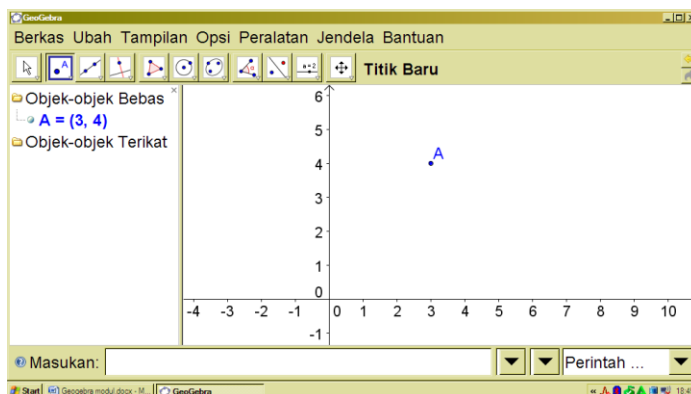 GeoGebra
Berkas Ubah Tampilan Opsi Peralatan Jendela Bantuan
A
a=2
Titik Baru
Objek-objek Bebas
A = (3, 4)
Objek-objek Terikat
6
5
4
3
2
1
0
-1
A
-4 -3 -2 -1 0 1 2 3 4 5 6 7 8 9 10
Masukan:
Perintah ...
Start
Geogebra modul.docx - M...
GeoGebra